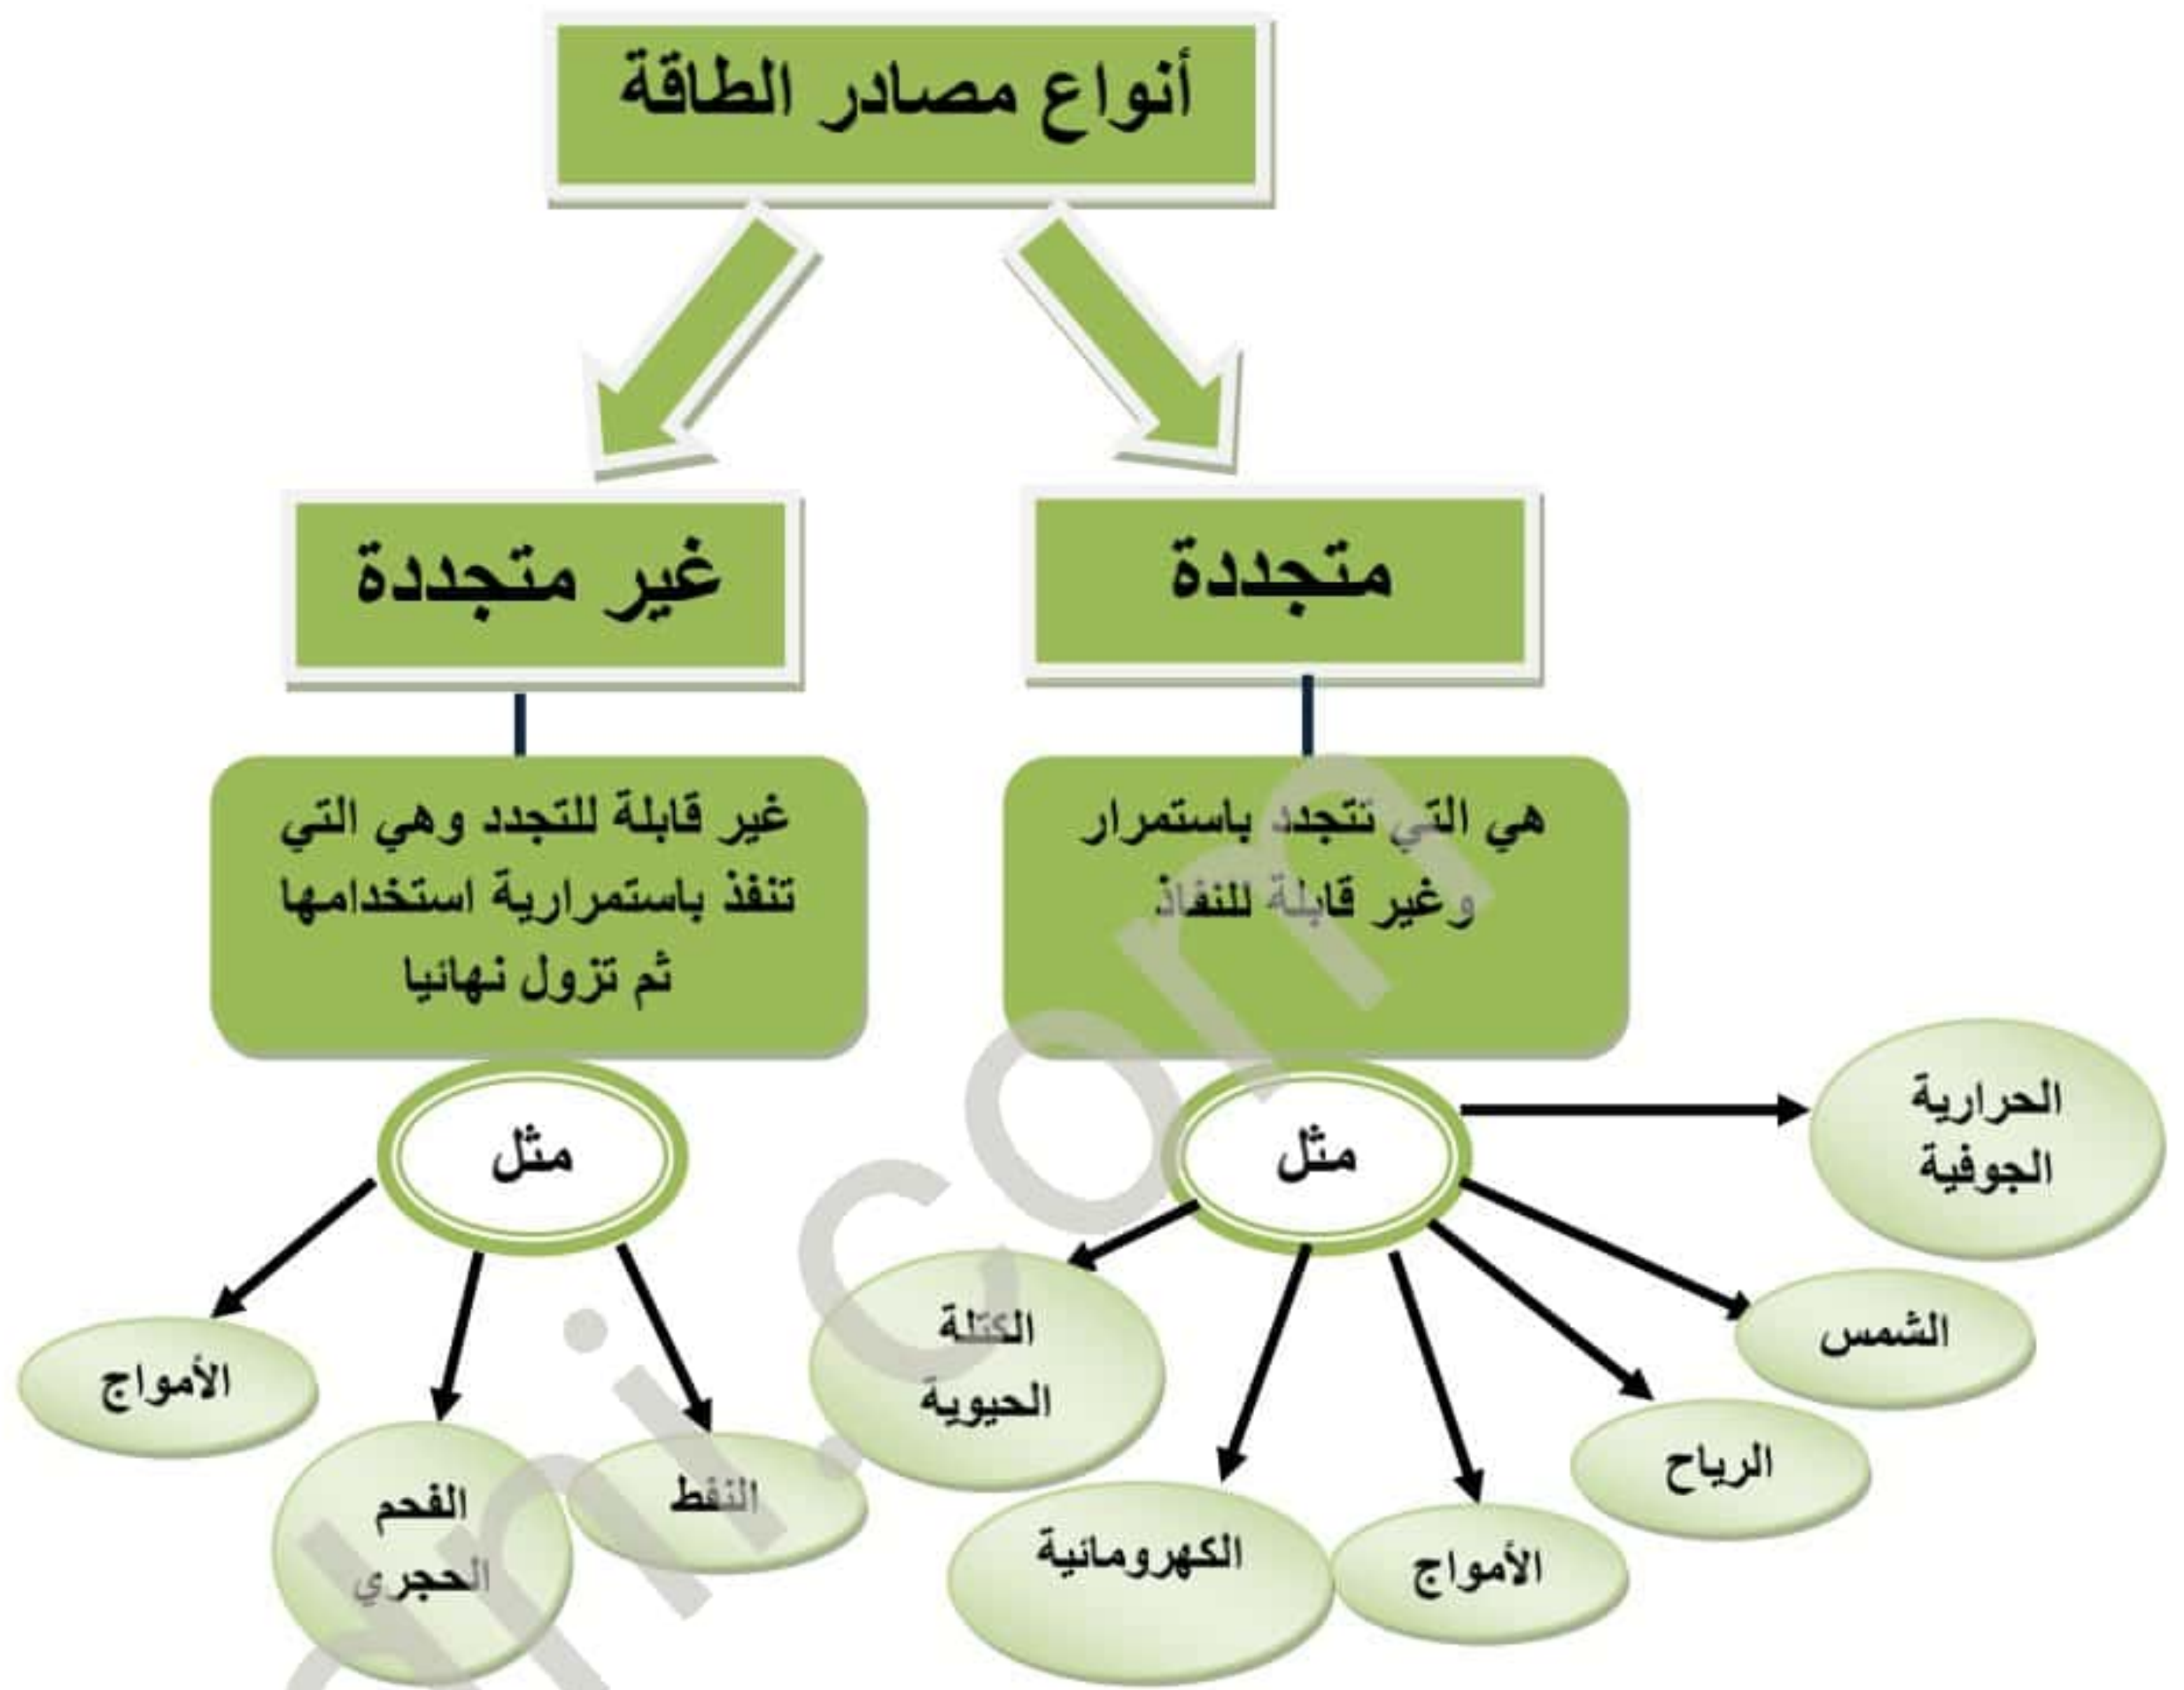 أنواع مصادر الطاقة
متجددة
هي التي تتجدد باستمرار
وغير قابلة للنفاذ
مثل
الحرارية
الجوفية
الشمس
الرياح
الأمواج
الكهرومائية
الكتلة
الحيوية
غير متجددة
غير قابلة للتجدد وهي التي
تنفذ باستمرارية استخدامها
ثم تزول نهائيا
مثل
النفط
الفحم
الحجري
الأمواج